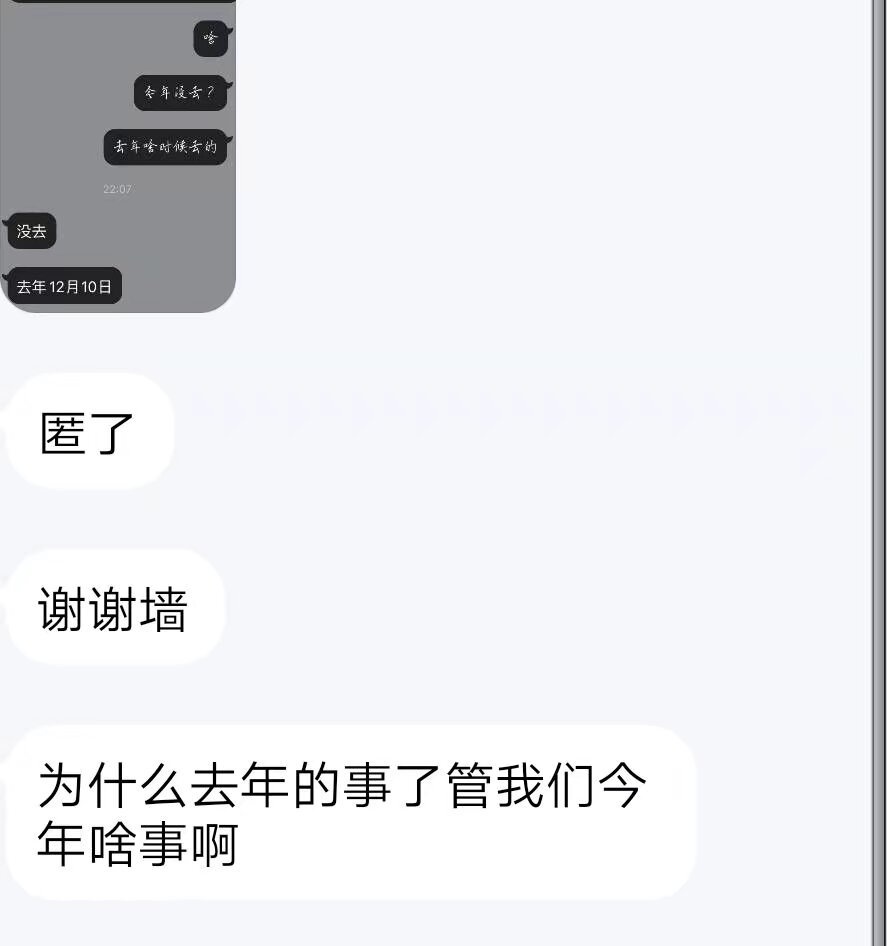 啥
今年没去？
去年啥时候去的
22:07
没去
去年12月10日
匿了
谢谢墙
为什么去年的事了管我们今
年啥事啊